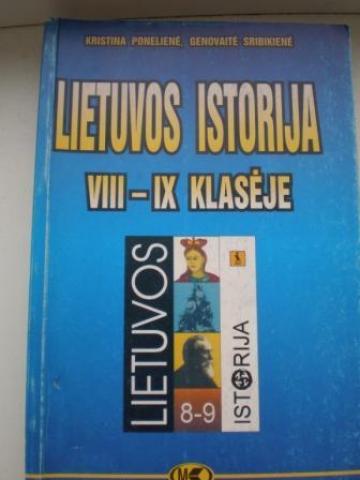 KRISTINA PONELIENĖ, GENOVAITĖ SRIBIKIENĖ
LIETUVOS ISTORIJA
VIII – IX KLASĖJE
LIETUVOS
8-9
ISTORIJA